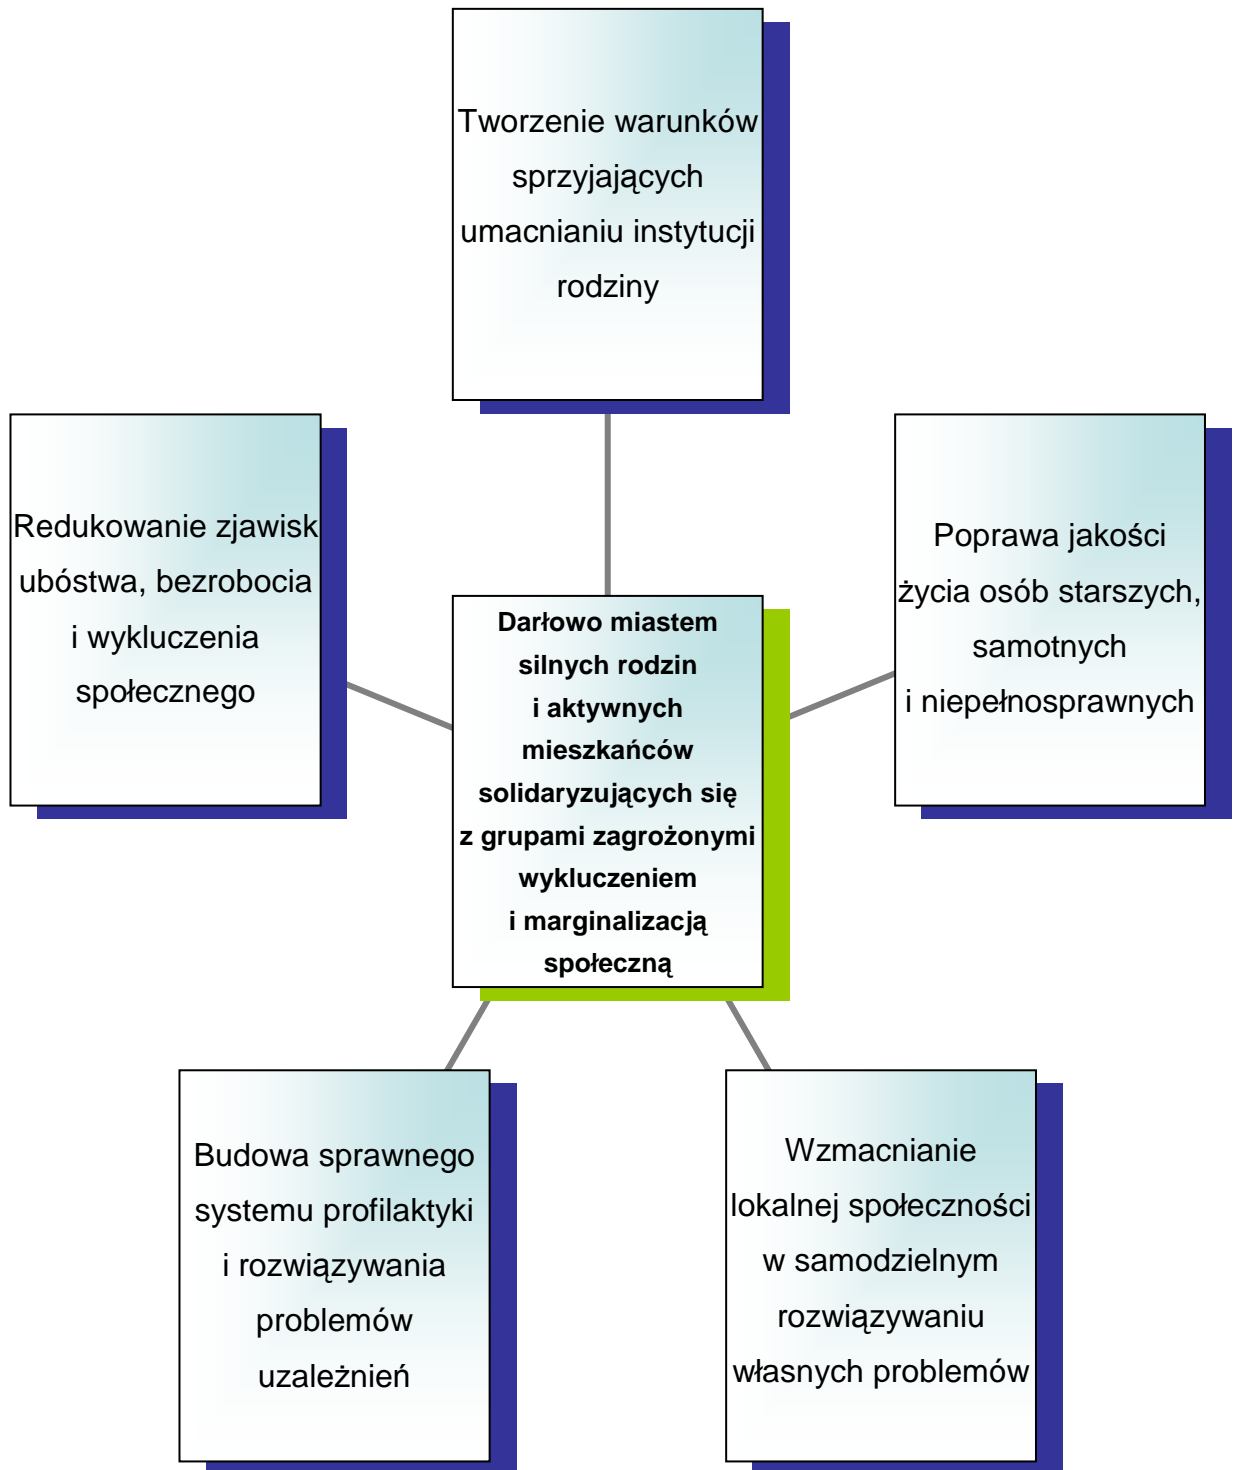 Tworzenie warunków
sprzyjających
umacnianiu instytucji
rodziny
Redukowanie zjawisk
ubóstwa, bezrobocia
i wykluczenia
społecznego
Poprawa jakości
życia osób starszych,
samotnych
i niepełnosprawnych
Darłowo miastem
silnych rodzin
i aktywnych
mieszkańców
solidaryzujących się
z grupami zagrożonymi
wykluczeniem
i marginalizacją
społeczną
Budowa sprawnego
systemu profilaktyki
i rozwiązywania
problemów
uzależnień
Wzmacnianie
lokalnej społeczności
w samodzielnym
rozwiązywaniu
własnych problemów